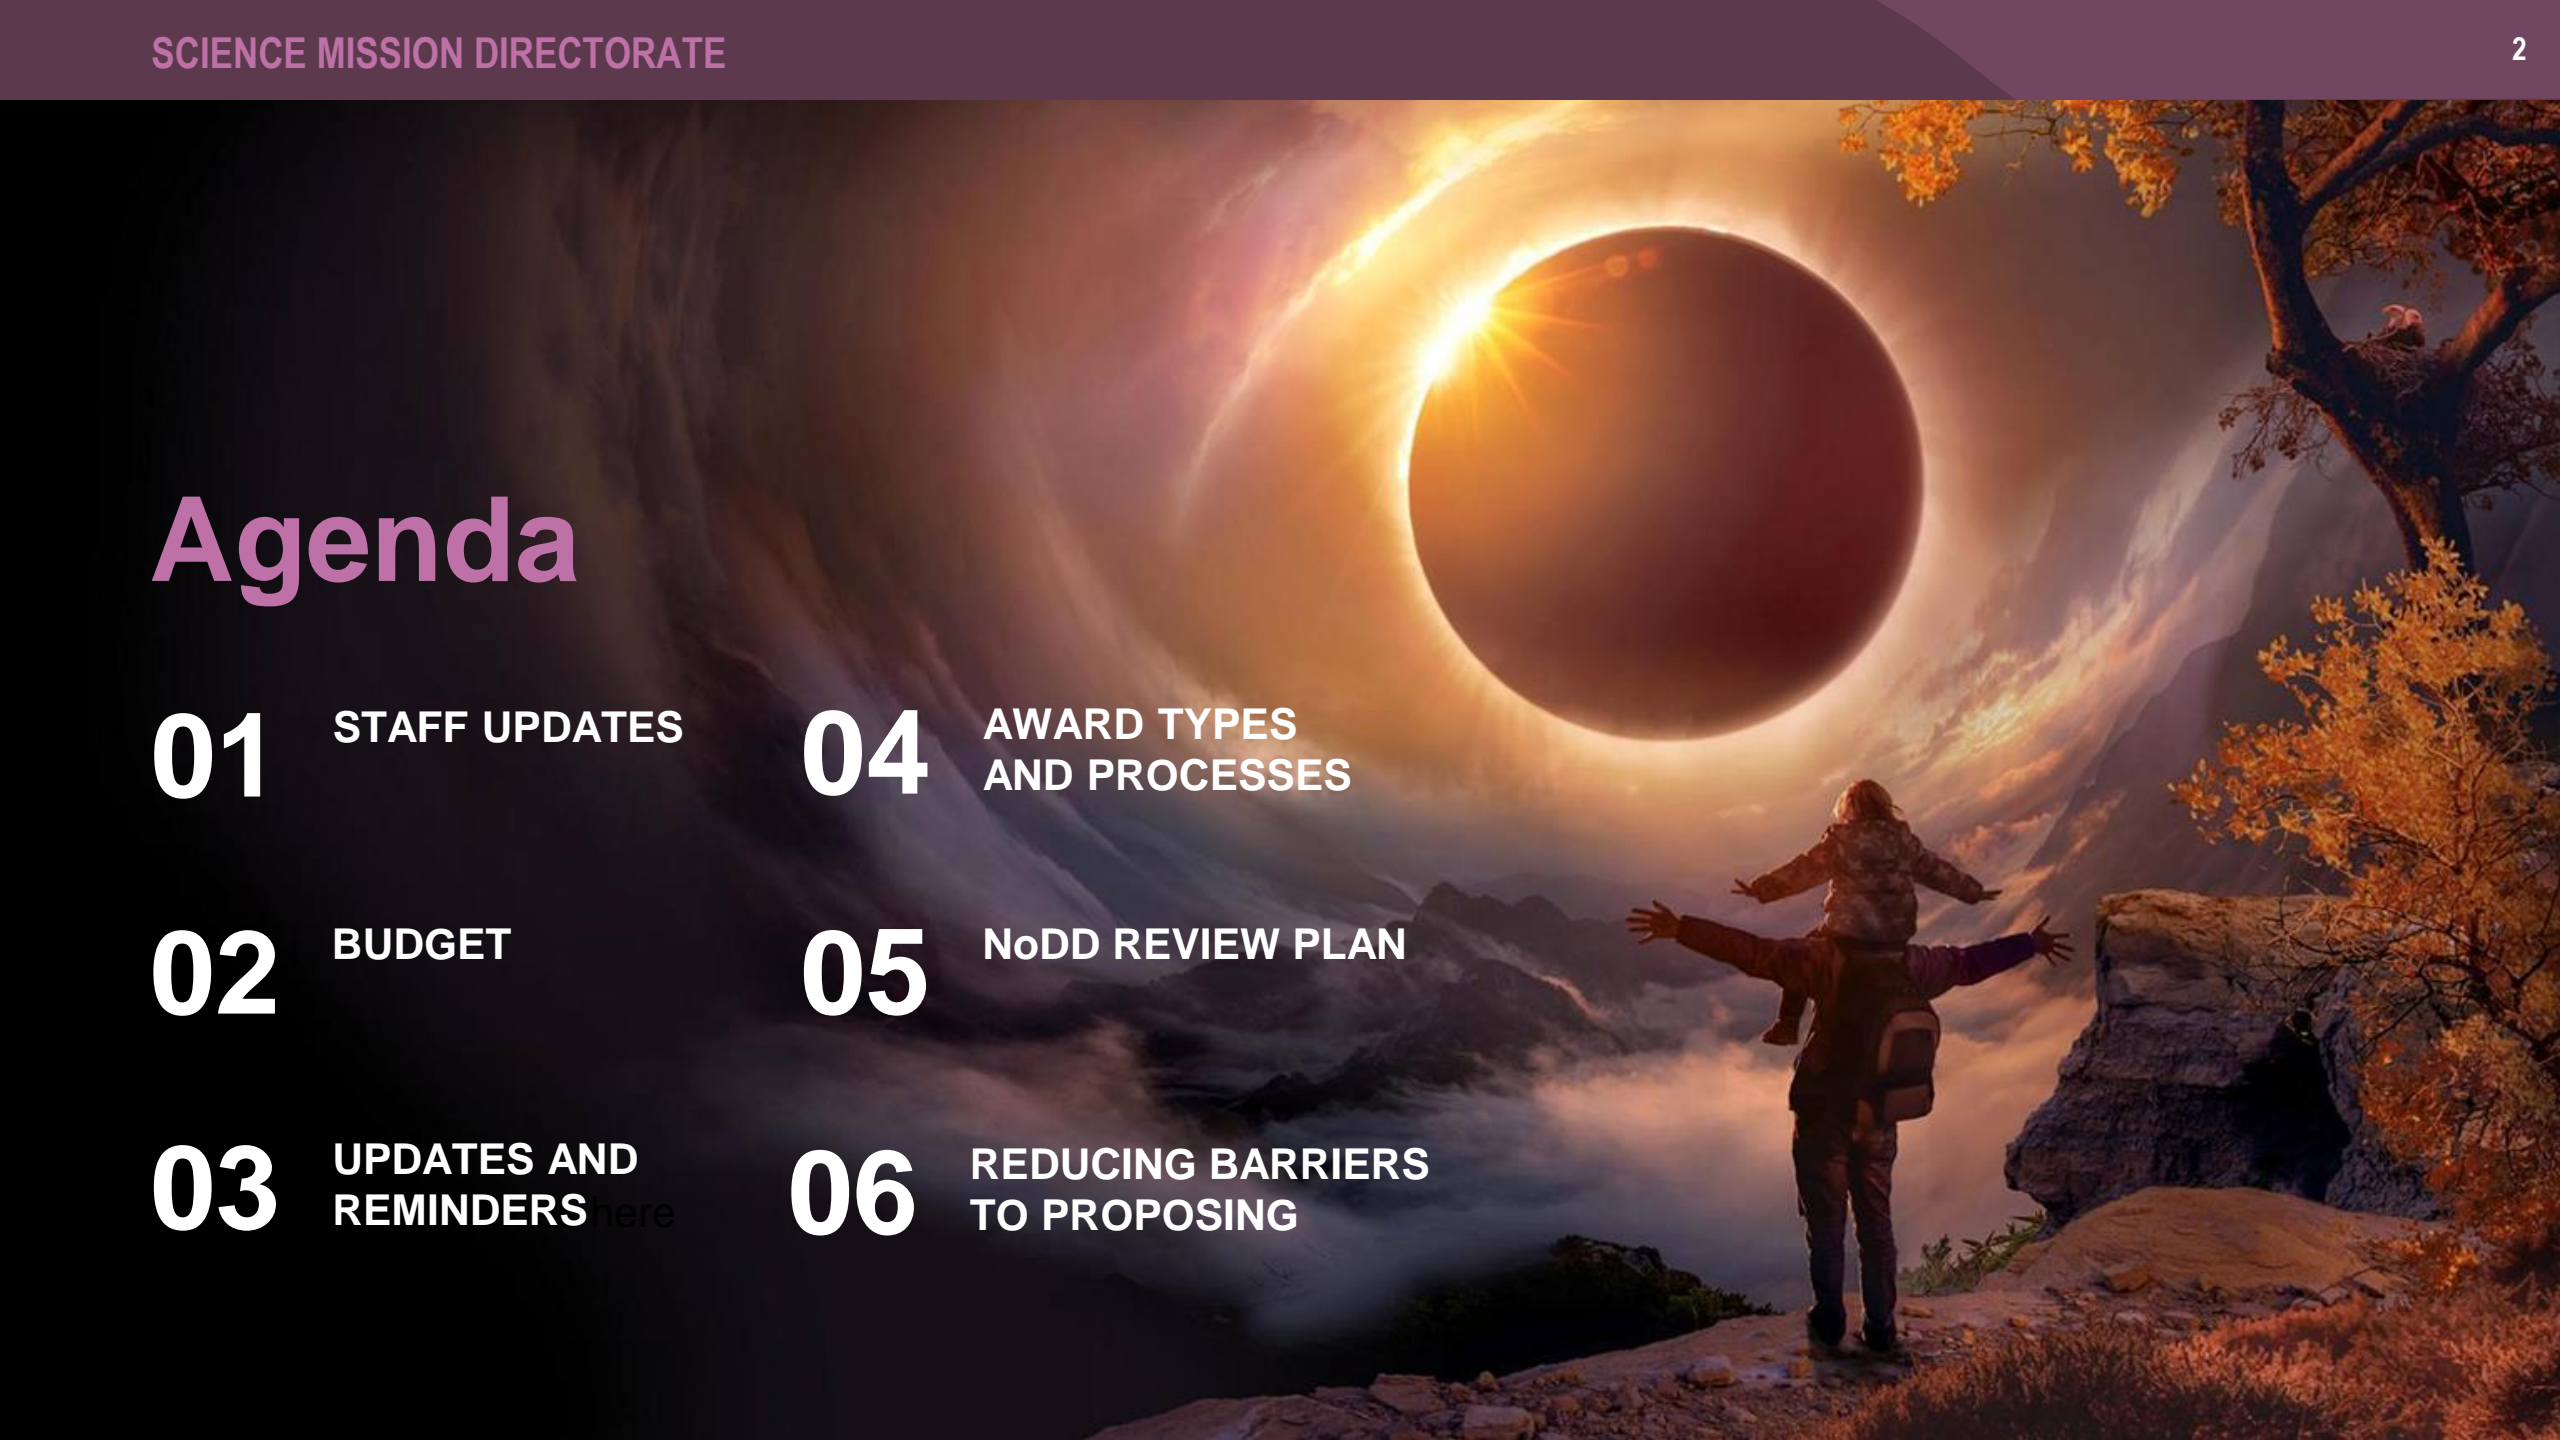 SCIENCE MISSION DIRECTORATE
2
Agenda
01
STAFF UPDATES
02
BUDGET
03
UPDATES AND
REMINDERS here
04
AWARD TYPES
AND PROCESSES
05
NoDD REVIEW PLAN
06
REDUCING BARRIERS
TO PROPOSING